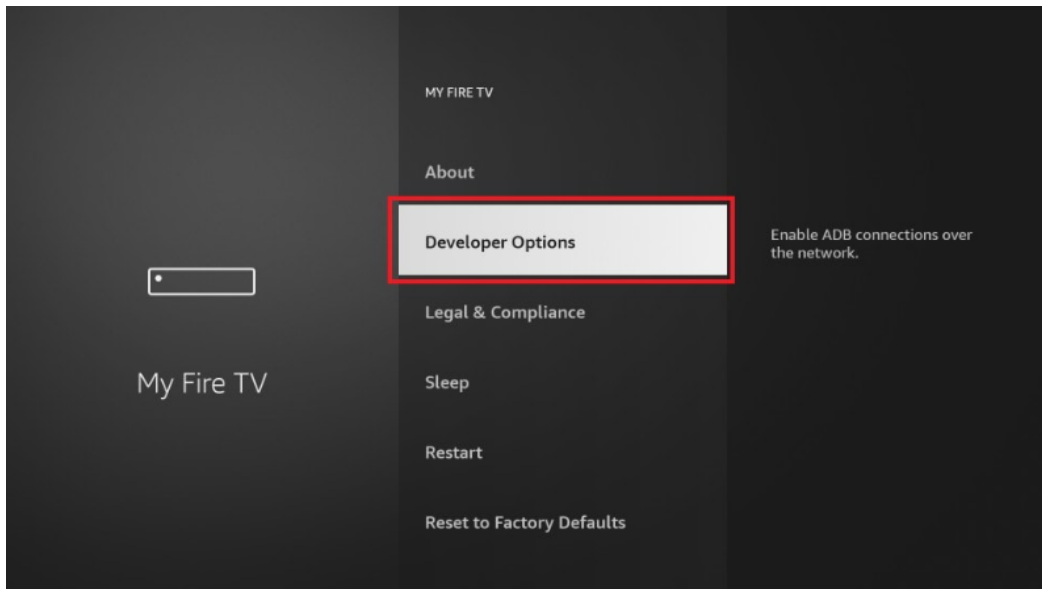 MY FIRE TV
About
Developer Options
Enable ADB connections over
the network.
Legal & Compliance
My Fire TV
Sleep
Restart
Reset to Factory Defaults